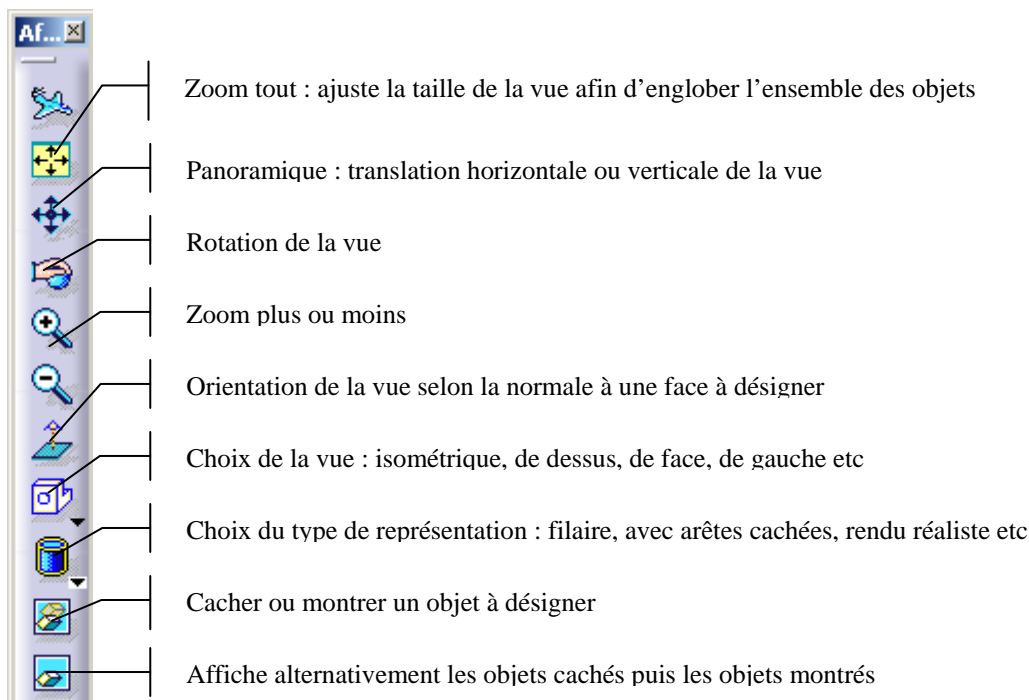 Af...
Zoom tout : ajuste la taille de la vue afin d'englober l'ensemble des objets
Panoramique : translation horizontale ou verticale de la vue
Rotation de la vue
Zoom plus ou moins
Orientation de la vue selon la normale à une face à désigner
Choix de la vue : isométrique, de dessus, de face, de gauche etc
Choix du type de représentation : filaire, avec arêtes cachées, rendu réaliste etc
Cacher ou montrer un objet à désigner
Affiche alternativement les objets cachés puis les objets montrés